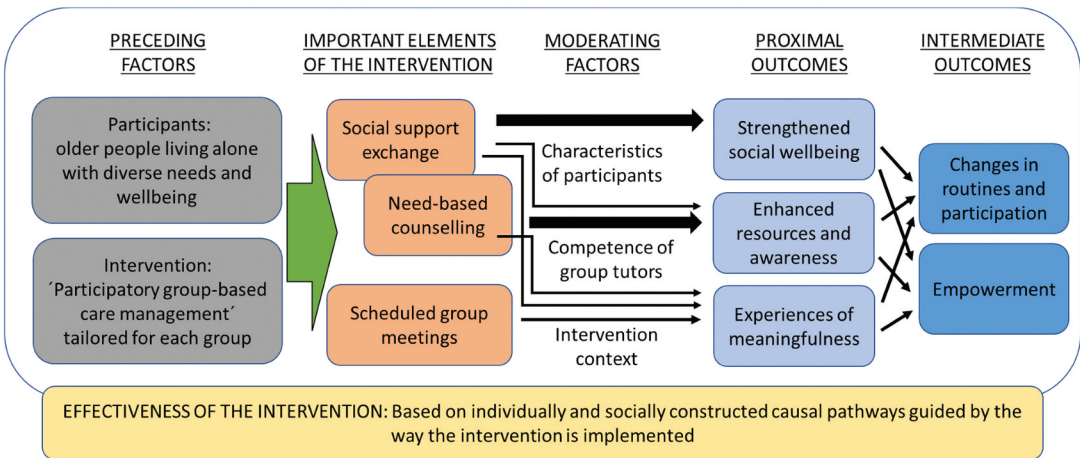 PRECEDING
FACTORS
IMPORTANT ELEMENTS
OF THE INTERVENTION
MODERATING
FACTORS
PROXIMAL
OUTCOMES
INTERMEDIATE
OUTCOMES
Participants:
older people living alone
with diverse needs and
wellbeing
Intervention:
´Participatory group-based
care management´
tailored for each group
Social support
exchange
Need-based
counselling
Scheduled group
meetings
Characteristics
of participants
Competence of
group tutors
Intervention
context
Strengthened
social wellbeing
Enhanced
resources and
awareness
Experiences of
meaningfulness
Changes in
routines and
participation
Empowerment
EFFECTIVENESS OF THE INTERVENTION: Based on individually and socially constructed causal pathways guided by the
way the intervention is implemented